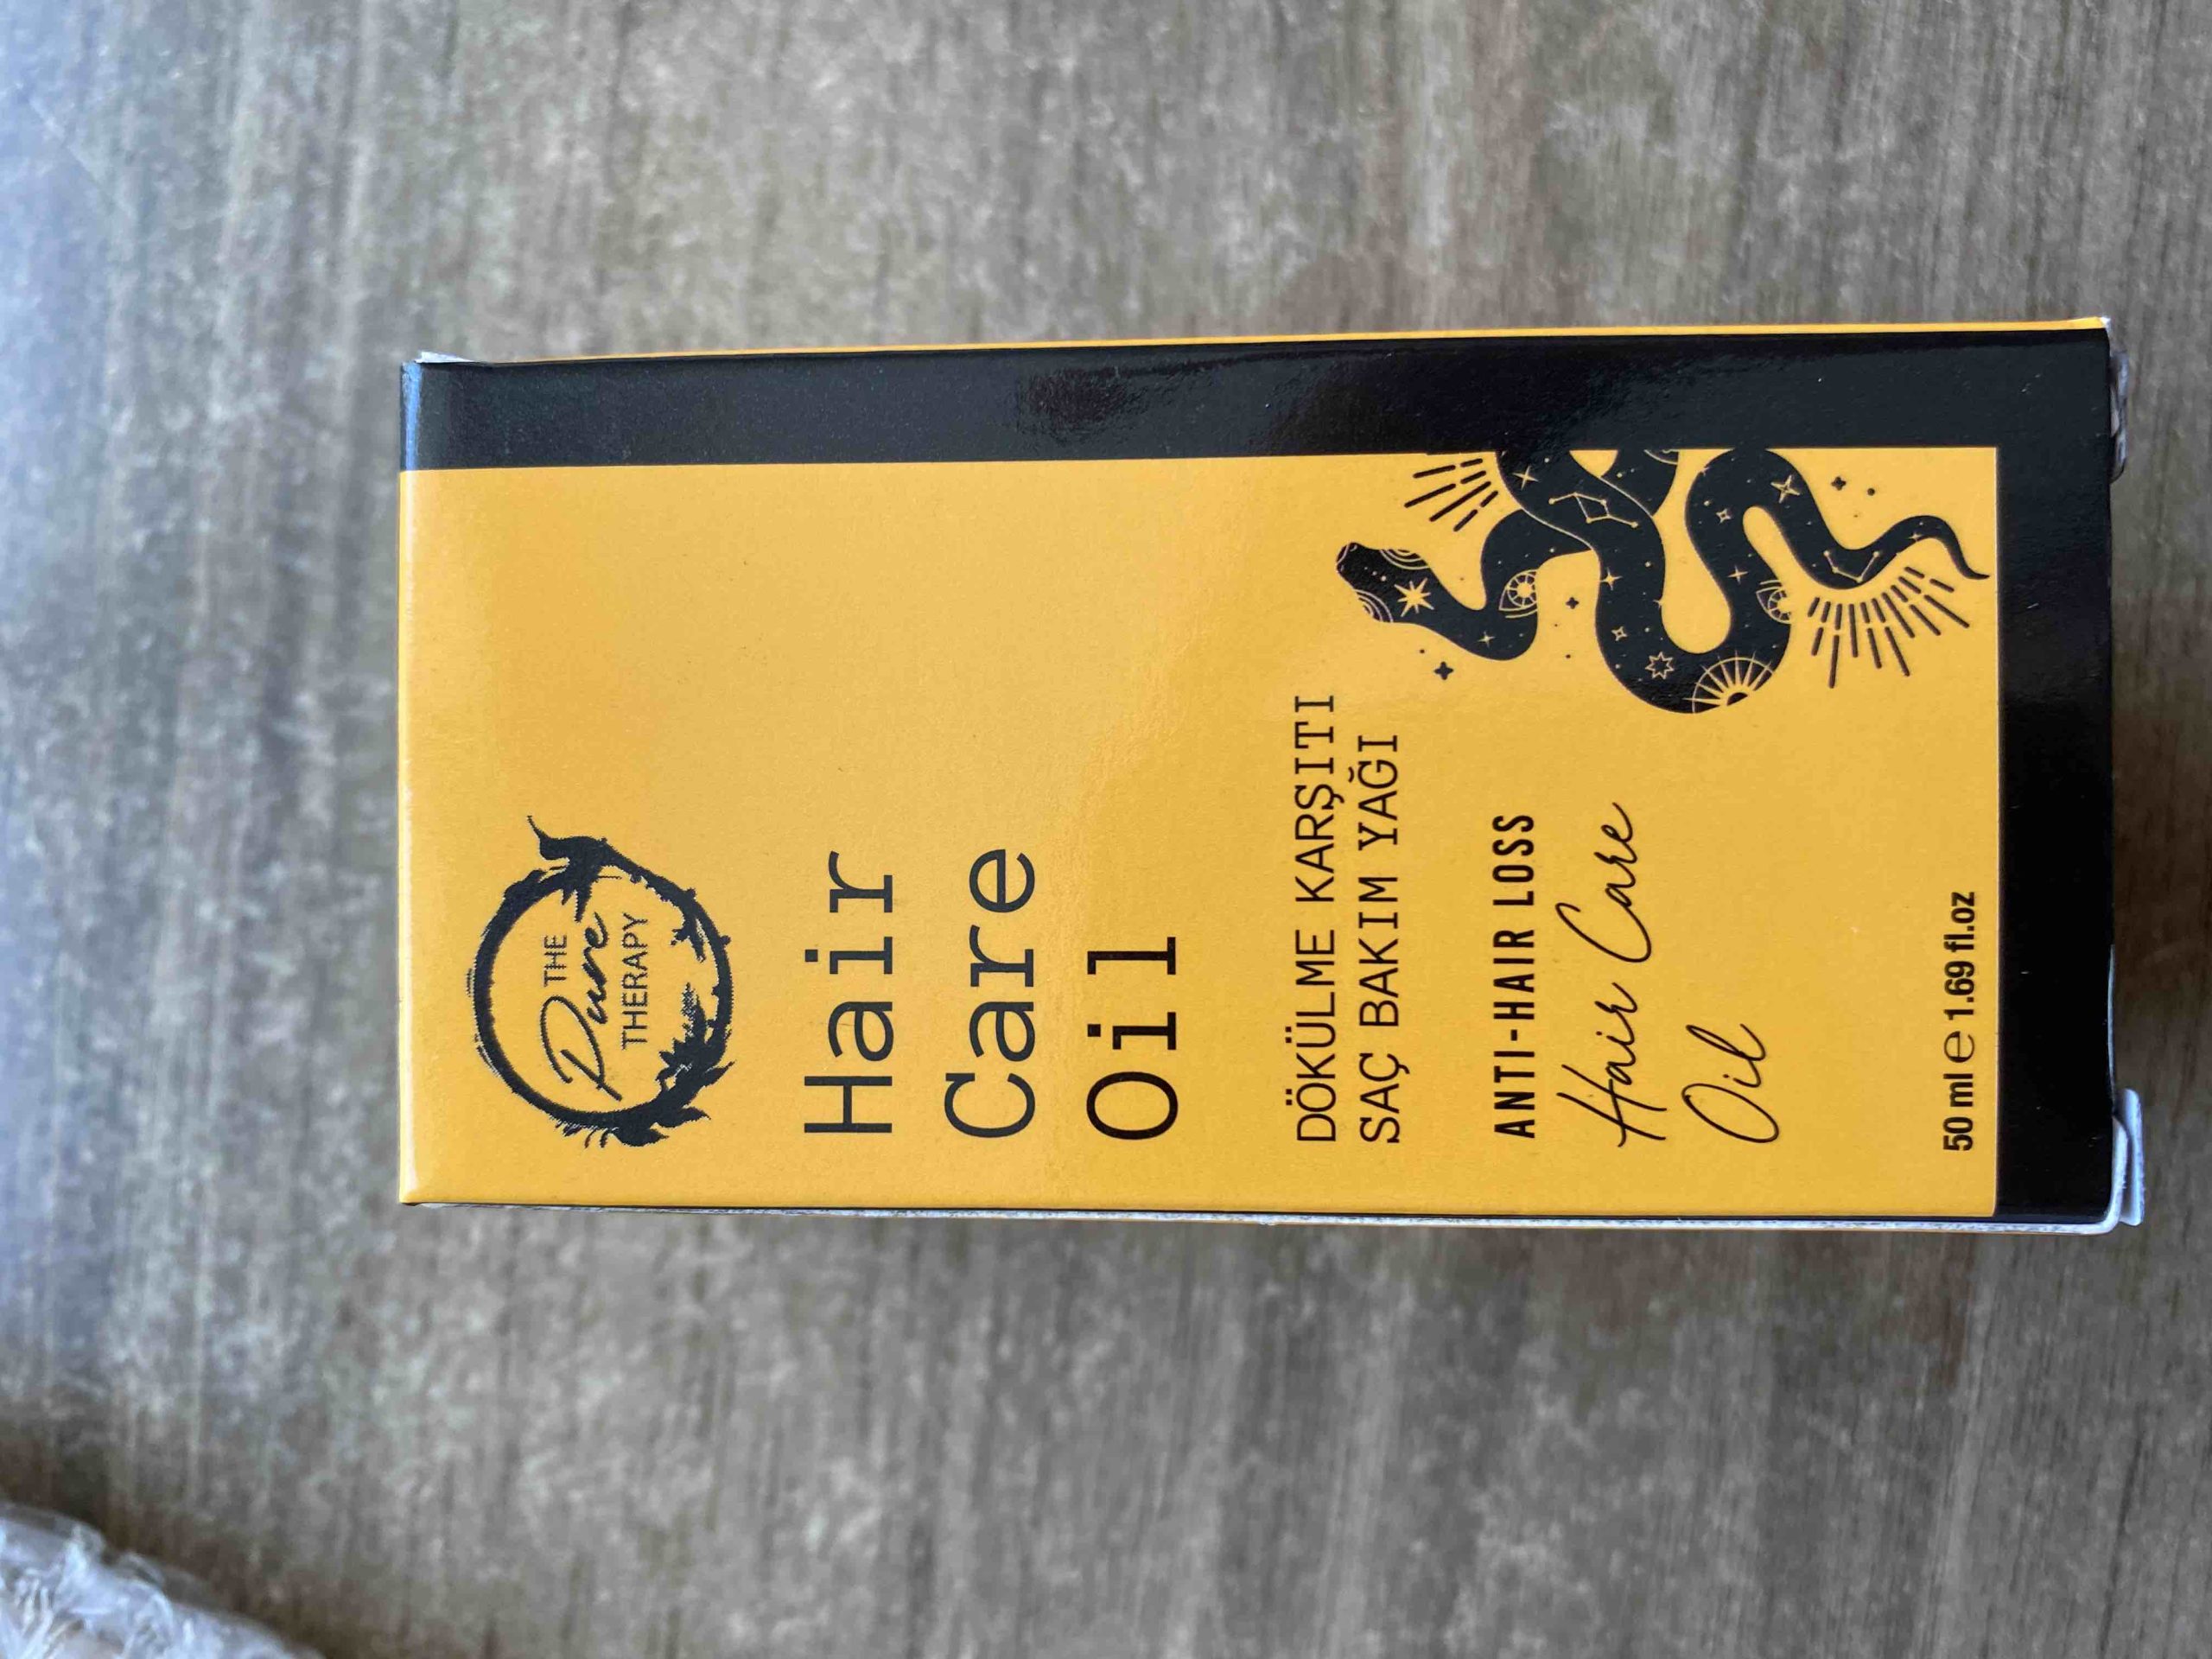 THE
Pure
THERAPY
Hair
Care
Oil
DÖKÜLME KARŞITI
SAÇ BAKIM YAĞI
ANTI-HAIR LOSS
Hair Care
Oil
50 ml ℮ 1.69 fl.oz